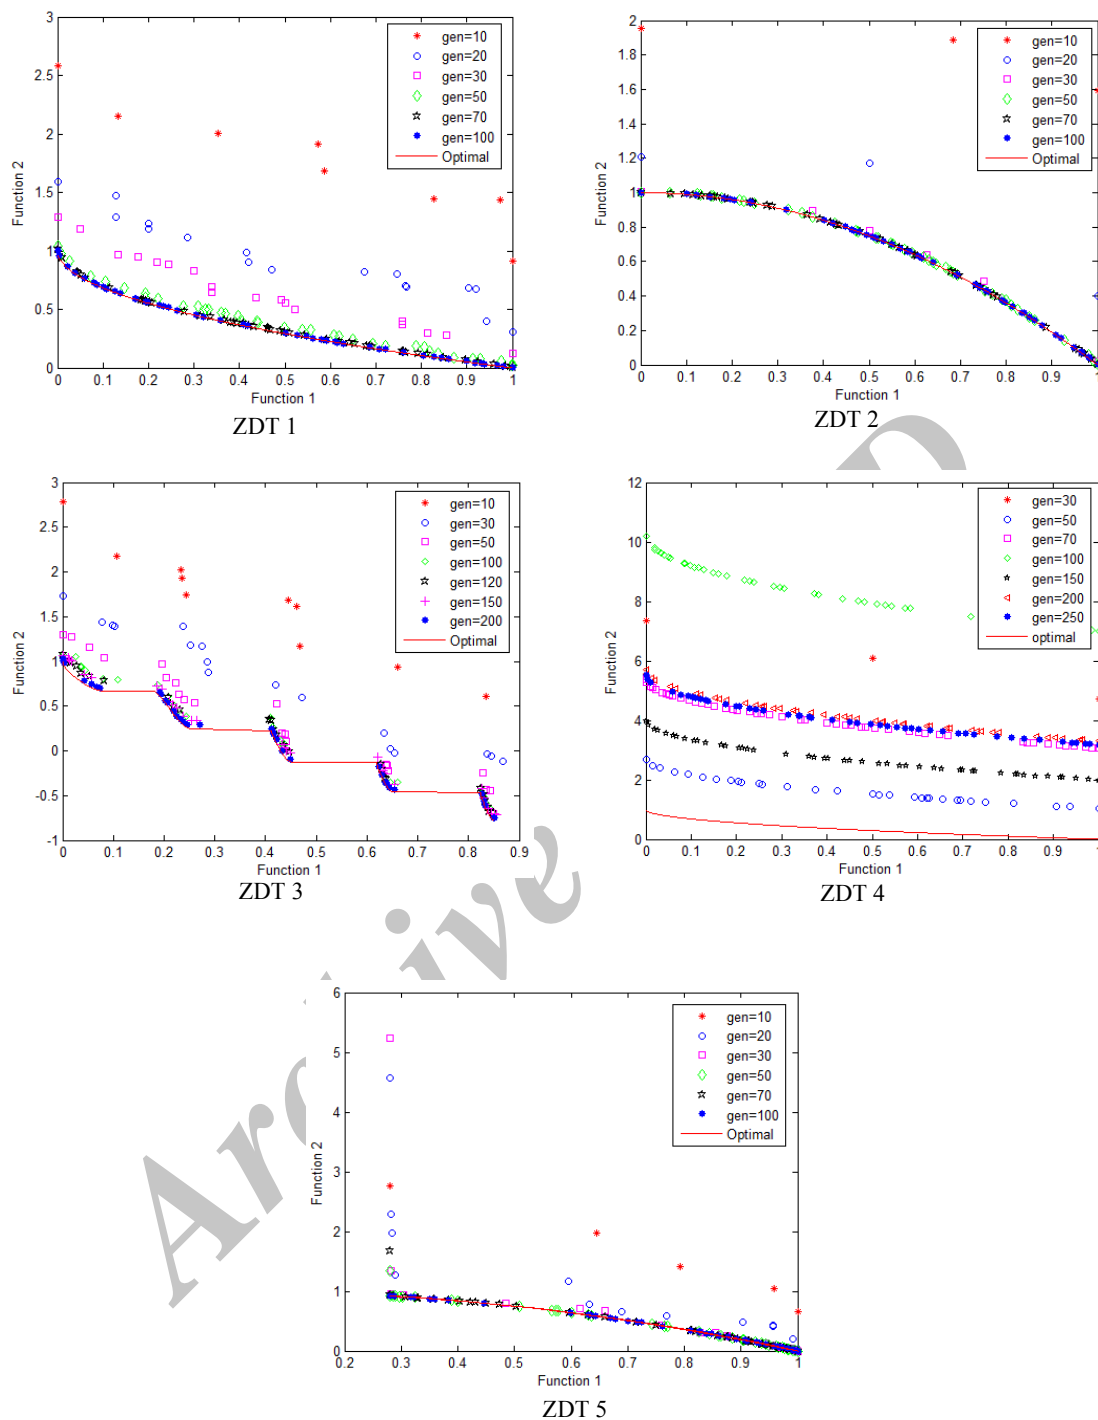 3
2.5
2
1.5
1
0.5
0
Function 2
gen=10
gen=20
gen=30
gen=50
gen=70
gen=100
Optimal
0 0.1 0.2 0.3 0.4 0.5 0.6 0.7 0.8 0.9 1
Function 1
ZDT 1
2
1.8
1.6
1.4
1.2
1
0.8
0.6
0.4
0.2
0
Function 2
gen=10
gen=20
gen=30
gen=50
gen=70
gen=100
Optimal
0 0.1 0.2 0.3 0.4 0.5 0.6 0.7 0.8 0.9 1
Function 1
ZDT 2
3
2.5
2
1.5
1
0.5
0
-0.5
-1
Function 2
gen=10
gen=30
gen=50
gen=100
gen=120
gen=150
gen=200
Optimal
0 0.1 0.2 0.3 0.4 0.5 0.6 0.7 0.8 0.9
Function 1
ZDT 3
12
10
8
6
4
2
0
Function 2
gen=30
gen=50
gen=70
gen=100
gen=150
gen=200
gen=250
optimal
0 0.1 0.2 0.3 0.4 0.5 0.6 0.7 0.8 0.9 1
Function 1
ZDT 4
6
5
4
3
2
1
0
Function 2
gen=10
gen=20
gen=30
gen=50
gen=70
gen=100
Optimal
0.2 0.3 0.4 0.5 0.6 0.7 0.8 0.9 1
Function 1
ZDT 5
Archive